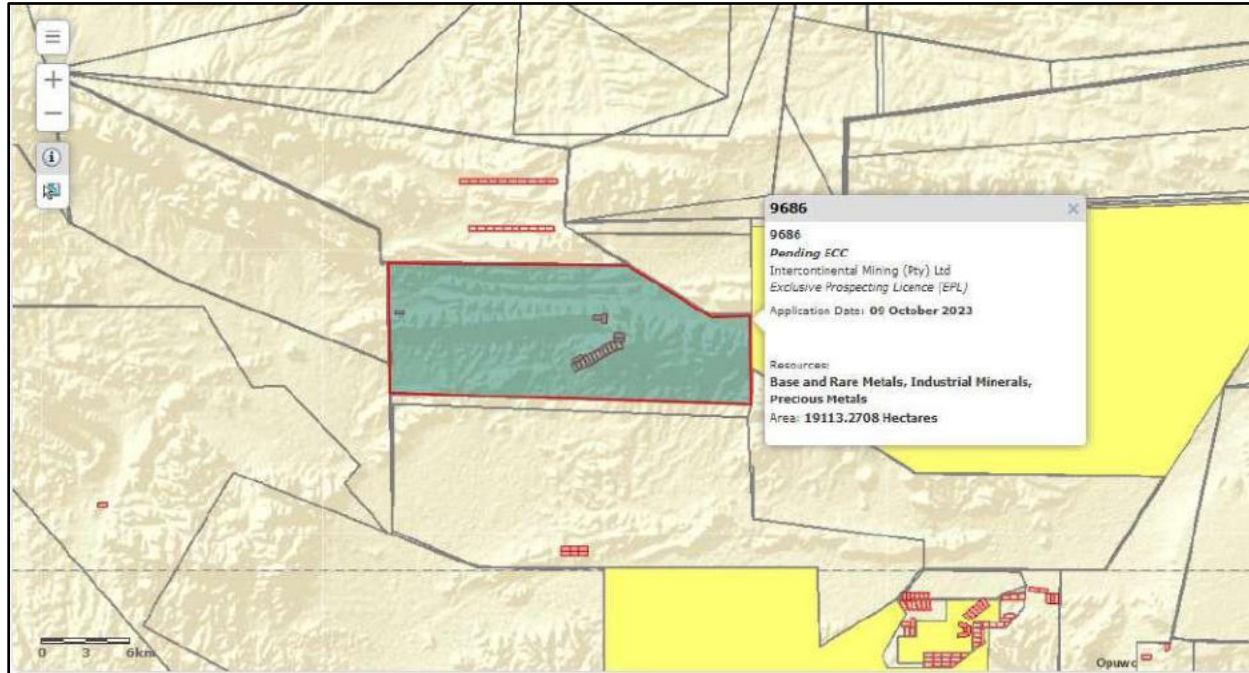 9686
9686
Pending ECC
Intercontinental Mining (Pty) Ltd
Exclusive Prospecting Licence (EPL)
Application Date: 09 October 2023
Resources:
Base and Rare Metals, Industrial Minerals,
Precious Metals
Area: 19113.2708 Hectares
0 3 6km
Opuwo